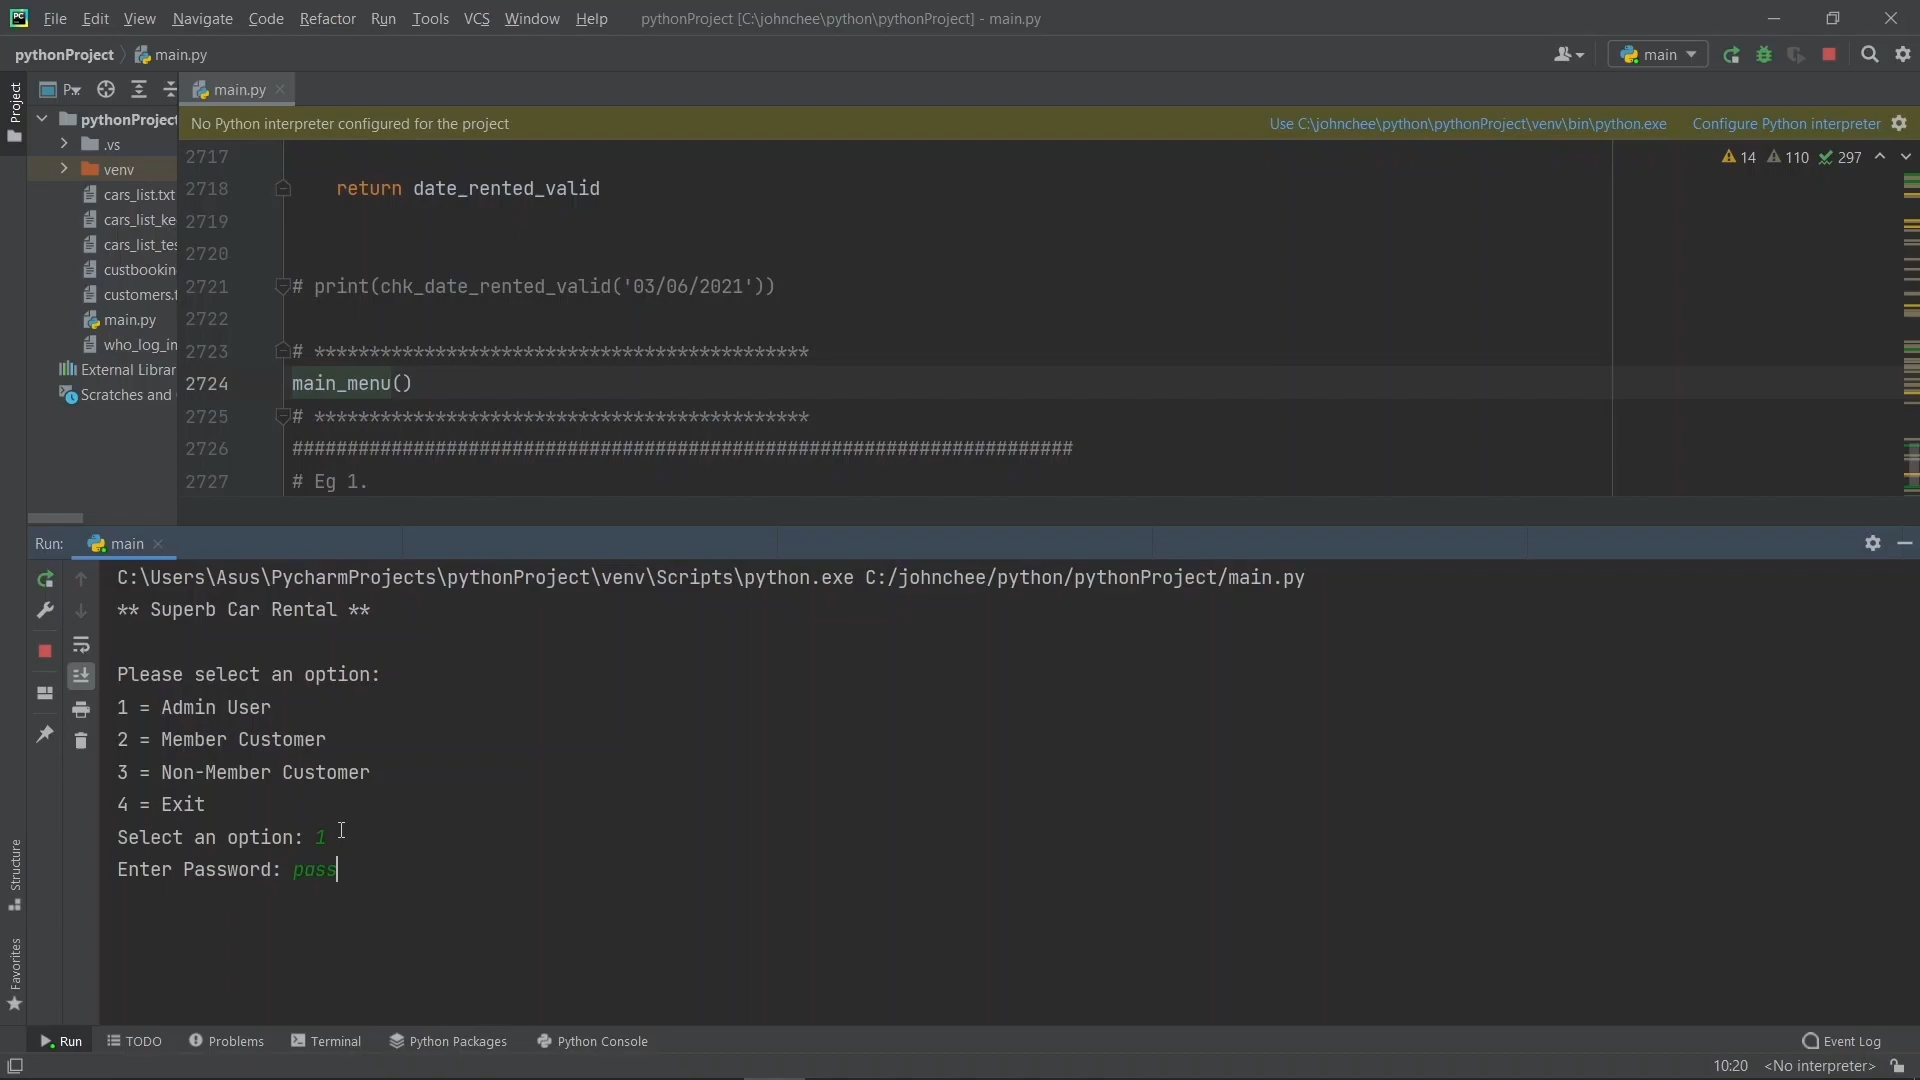 PC File Edit View Navigate Code Refactor Run Tools VCS Window Help pythonProject [C:\johnchee\python\pythonProject] - main.py
pythonProject main.py main
Project P main.py
pythonProject
.vs
venv
cars_list.txt
cars_list_ke
cars_list_tes
custbookin
customers.t
main.py
who_log_in
External Librar
Scratches and
No Python interpreter configured for the project Use C:\johnchee\python\pythonProject\venv\bin\python.exe Configure Python interpreter
14 110 297
2717
2718 return date_rented_valid
2719
2720
2721 # print(chk_date_rented_valid('03/06/2021'))
2722
2723 # *********************************************
2724 main_menu()
2725 # *********************************************
2726 #######################################################################
2727 # Eg 1.
Run: main
C:\Users\Asus\PycharmProjects\pythonProject\venv\Scripts\python.exe C:/johnchee/python/pythonProject/main.py
** Superb Car Rental **
Please select an option:
1 = Admin User
2 = Member Customer
3 = Non-Member Customer
4 = Exit
Select an option: 1
Enter Password: pass
Structure
Favorites
Run TODO Problems Terminal Python Packages Python Console Event Log
10:20 <No interpreter>